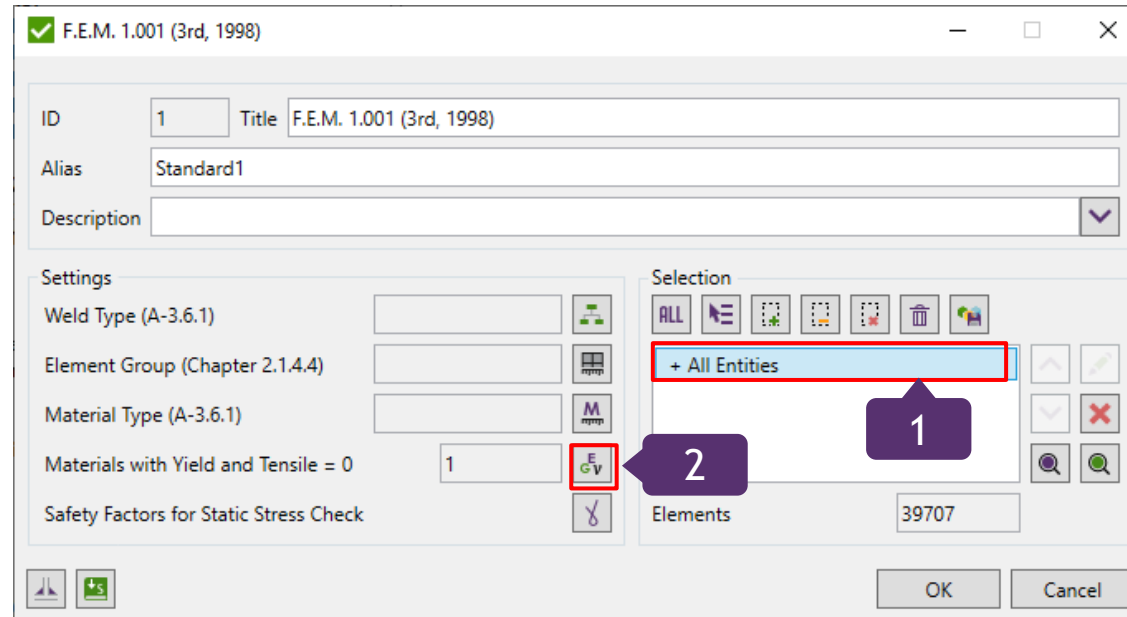 F.E.M. 1.001 (3rd, 1998)
ID 1 Title F.E.M. 1.001 (3rd, 1998)
Alias Standard1
Description
Settings
Weld Type (A-3.6.1)
Element Group (Chapter 2.1.4.4)
Material Type (A-3.6.1) M
Materials with Yield and Tensile = 0 1 E G V
2
Safety Factors for Static Stress Check γ
Selection
ALL
+ All Entities
1
Elements 39707
S
OK Cancel